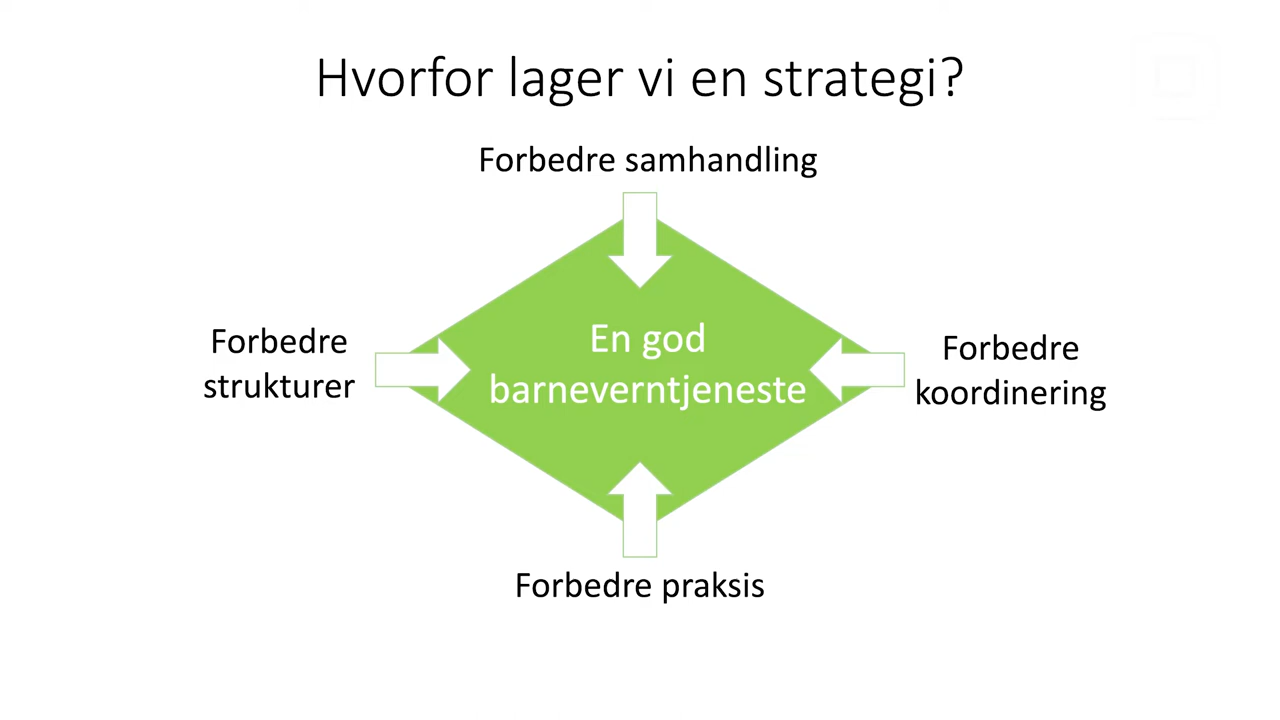 Hvorfor lager vi en strategi?
Forbedre samhandling
Forbedre
strukturer
En god
barneverntjeneste
Forbedre
koordinering
Forbedre praksis